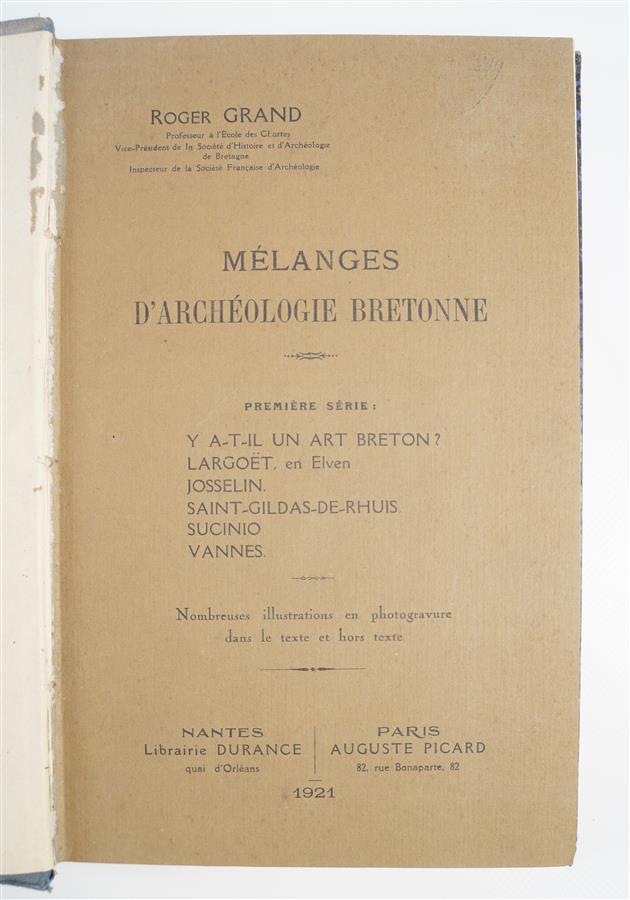 ROGER GRAND
Professeur à l'École des Chartes
Vice-Président de la Société d'Histoire et d'Archéologie
de Bretagne
Inspecteur de la Société Française d'Archéologie
MÉLANGES
D'ARCHÉOLOGIE BRETONNE
PREMIÈRE SÉRIE :
Y A-T-IL UN ART BRETON ?
LARGOËT, en Elven
JOSSELIN.
SAINT-GILDAS-DE-RHUIS.
SUCINIO
VANNES.
Nombreuses illustrations en photogravure
dans le texte et hors texte
NANTES
Librairie DURANCE
quai d'Orléans
PARIS
AUGUSTE PICARD
82, rue Bonaparte, 82
1921